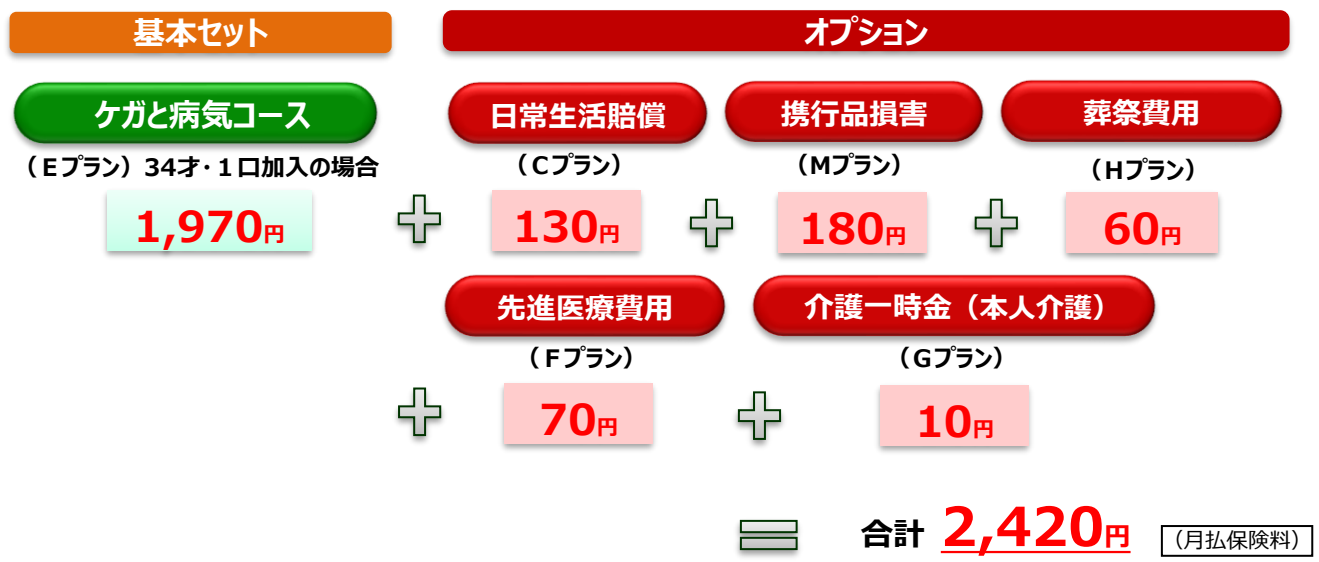 基本セット
オプション
ケガと病気コース
日常生活賠償
携行品損害
葬祭費用
（Eプラン）34才・１口加入の場合
（Cプラン）
（Mプラン）
（Hプラン）
1,970円
130円
180円
60円
先進医療費用
介護一時金（本人介護）
（Fプラン）
（Gプラン）
70円
10円
合計 2,420円 （月払保険料）